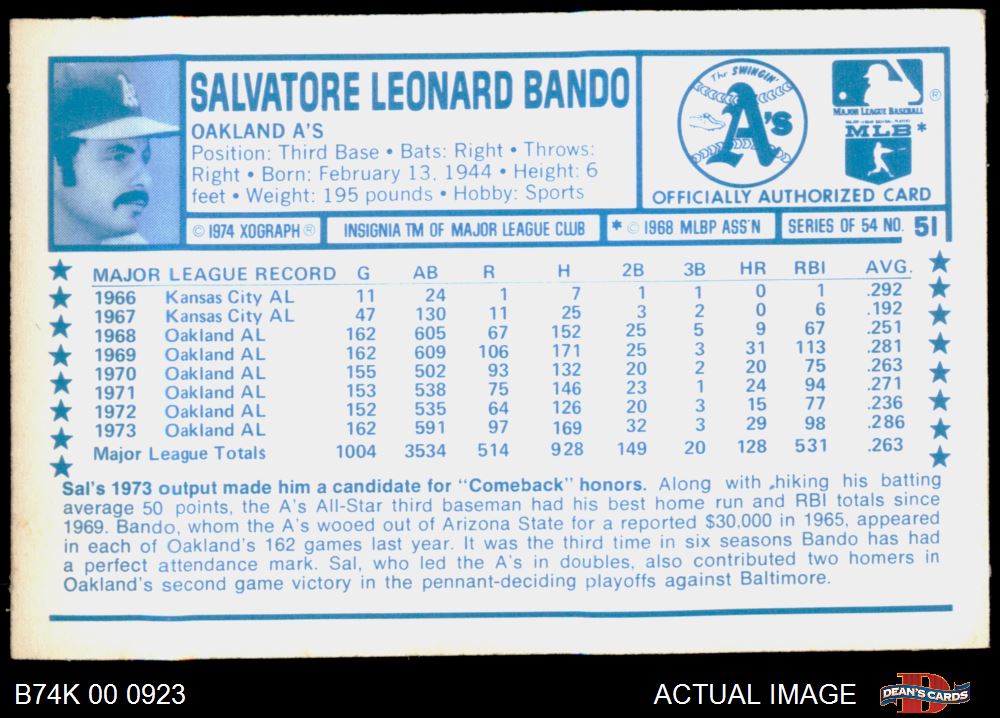 SALVATORE LEONARD BANDO
OAKLAND A'S
Position: Third Base • Bats: Right • Throws:
Right • Born: February 13, 1944 • Height: 6
feet • Weight: 195 pounds • Hobby: Sports
The SWINGIN'
A's
® 
MAJOR LEAGUE BASEBALL
MLB*
OFFICIALLY AUTHORIZED CARD
© 1974 XOGRAPH ® INSIGNIA TM OF MAJOR LEAGUE CLUB * © 1968 MLBP ASS'N SERIES OF 54 NO. 51
MAJOR LEAGUE RECORD G AB R H 2B 3B HR RBI AVG.
1966 Kansas City AL 11 24 1 7 1 1 0 1 .292
1967 Kansas City AL 47 130 11 25 3 2 0 6 .192
1968 Oakland AL 162 605 67 152 25 5 9 67 .251
1969 Oakland AL 162 609 106 171 25 3 31 113 .281
1970 Oakland AL 155 502 93 132 20 2 20 75 .263
1971 Oakland AL 153 538 75 146 23 1 24 94 .271
1972 Oakland AL 152 535 64 126 20 3 15 77 .236
1973 Oakland AL 162 591 97 169 32 3 29 98 .286
Major League Totals 1004 3534 514 928 149 20 128 531 .263
Sal's 1973 output made him a candidate for "Comeback" honors. Along with hiking his batting
average 50 points, the A's All-Star third baseman had his best home run and RBI totals since
1969. Bando, whom the A's wooed out of Arizona State for a reported $30,000 in 1965, appeared
in each of Oakland's 162 games last year. It was the third time in six seasons Bando has had
a perfect attendance mark. Sal, who led the A's in doubles, also contributed two homers in
Oakland's second game victory in the pennant-deciding playoffs against Baltimore.
B74K 00 0923 ACTUAL IMAGE DEAN'S CARDS